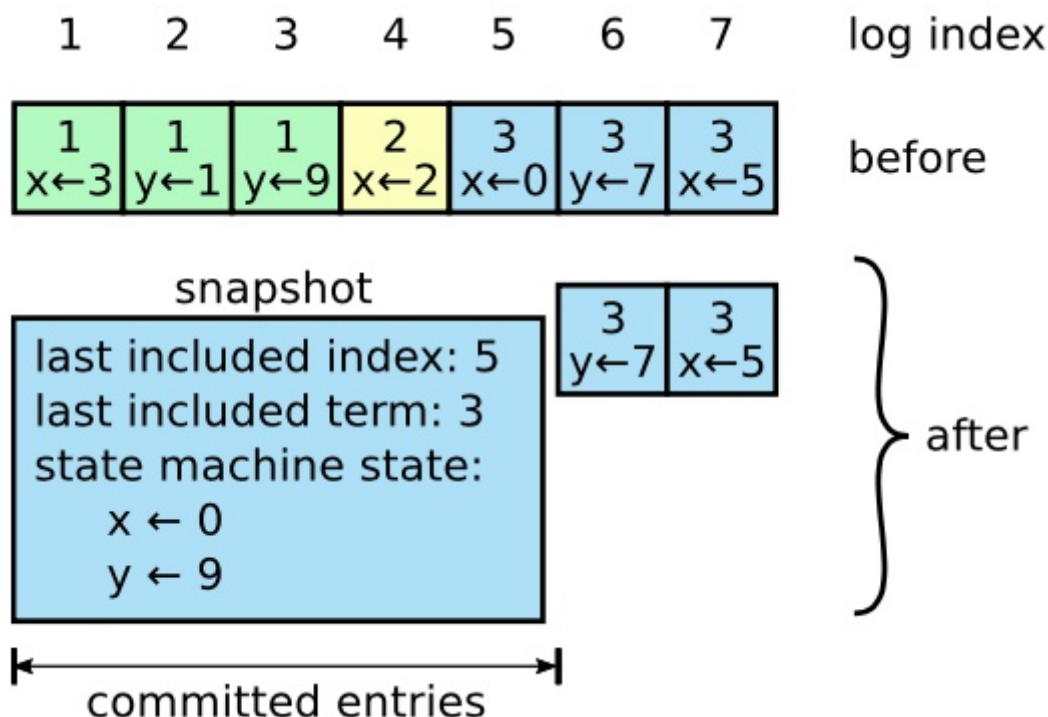 1 2 3 4 5 6 7 log index
1 1 1 2 3 3 3
x←3 y←1 y←9 x←2 x←0 y←7 x←5
before
snapshot
last included index: 5
last included term: 3
state machine state:
x ← 0
y ← 9
3 3
y←7 x←5
after
committed entries